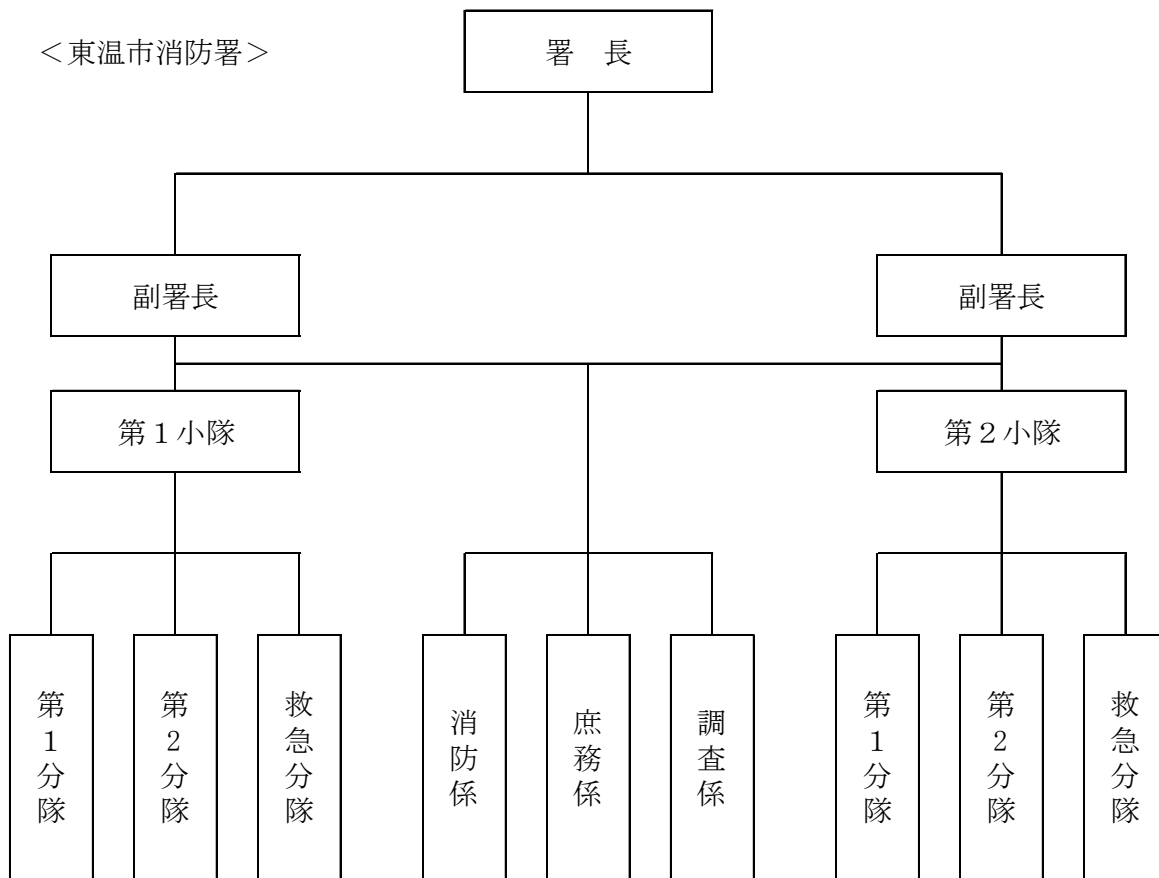 ＜東温市消防署＞
署　長
副署長
副署長
第１小隊
第２小隊
第１分隊
第２分隊
救急分隊
消防係
庶務係
調査係
第１分隊
第２分隊
救急分隊